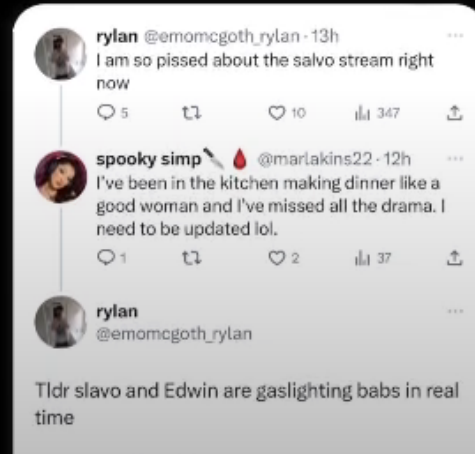 rylan @emomcgoth_rylan · 13h
I am so pissed about the salvo stream right
now
5 10 347
spooky simp @marlakins22 · 12h
I've been in the kitchen making dinner like a
good woman and I've missed all the drama. I
need to be updated lol.
1 2 37
rylan
@emomcgoth_rylan
Tldr slavo and Edwin are gaslighting babs in real
time